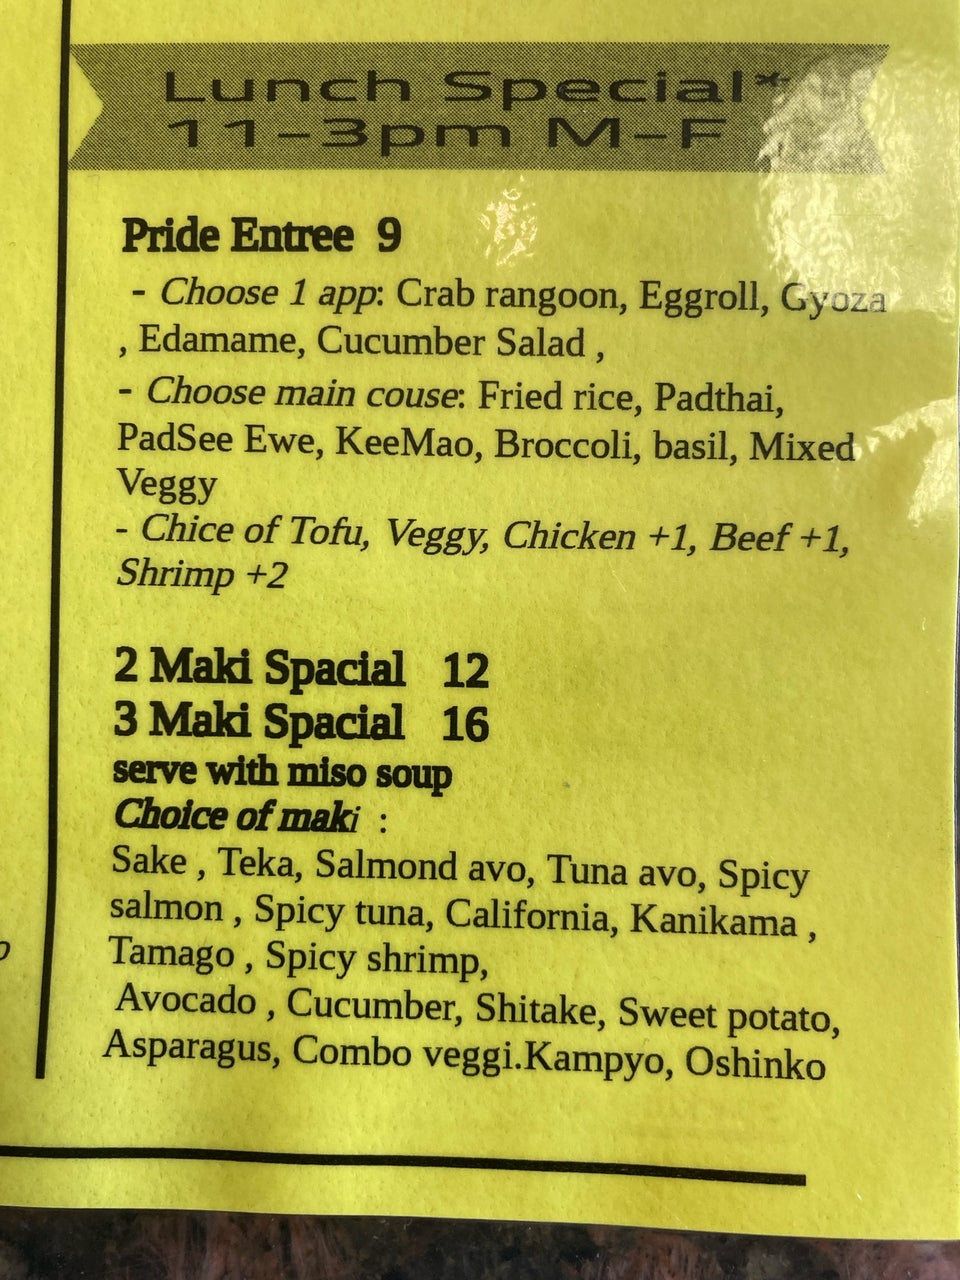 Lunch Special*
11-3pm M-F
Pride Entree 9
- Choose 1 app: Crab rangoon, Eggroll, Gyoza
, Edamame, Cucumber Salad ,
- Choose main couse: Fried rice, Padthai,
PadSee Ewe, KeeMao, Broccoli, basil, Mixed
Veggy
- Chice of Tofu, Veggy, Chicken +1, Beef +1,
Shrimp +2
2 Maki Spacial 12
3 Maki Spacial 16
serve with miso soup
Choice of maki :
Sake , Teka, Salmond avo, Tuna avo, Spicy
salmon , Spicy tuna, California, Kanikama ,
Tamago , Spicy shrimp,
Avocado , Cucumber, Shitake, Sweet potato,
Asparagus, Combo veggi.Kampyo, Oshinko